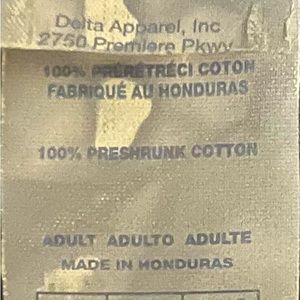 Delta Apparel, Inc
2750 Premiere Pkwy
100% PRÉRÉTRÉCI COTON
FABRIQUÉ AU HONDURAS
100% PRESHRUNK COTTON
ADULT ADULTO ADULTE
MADE IN HONDURAS